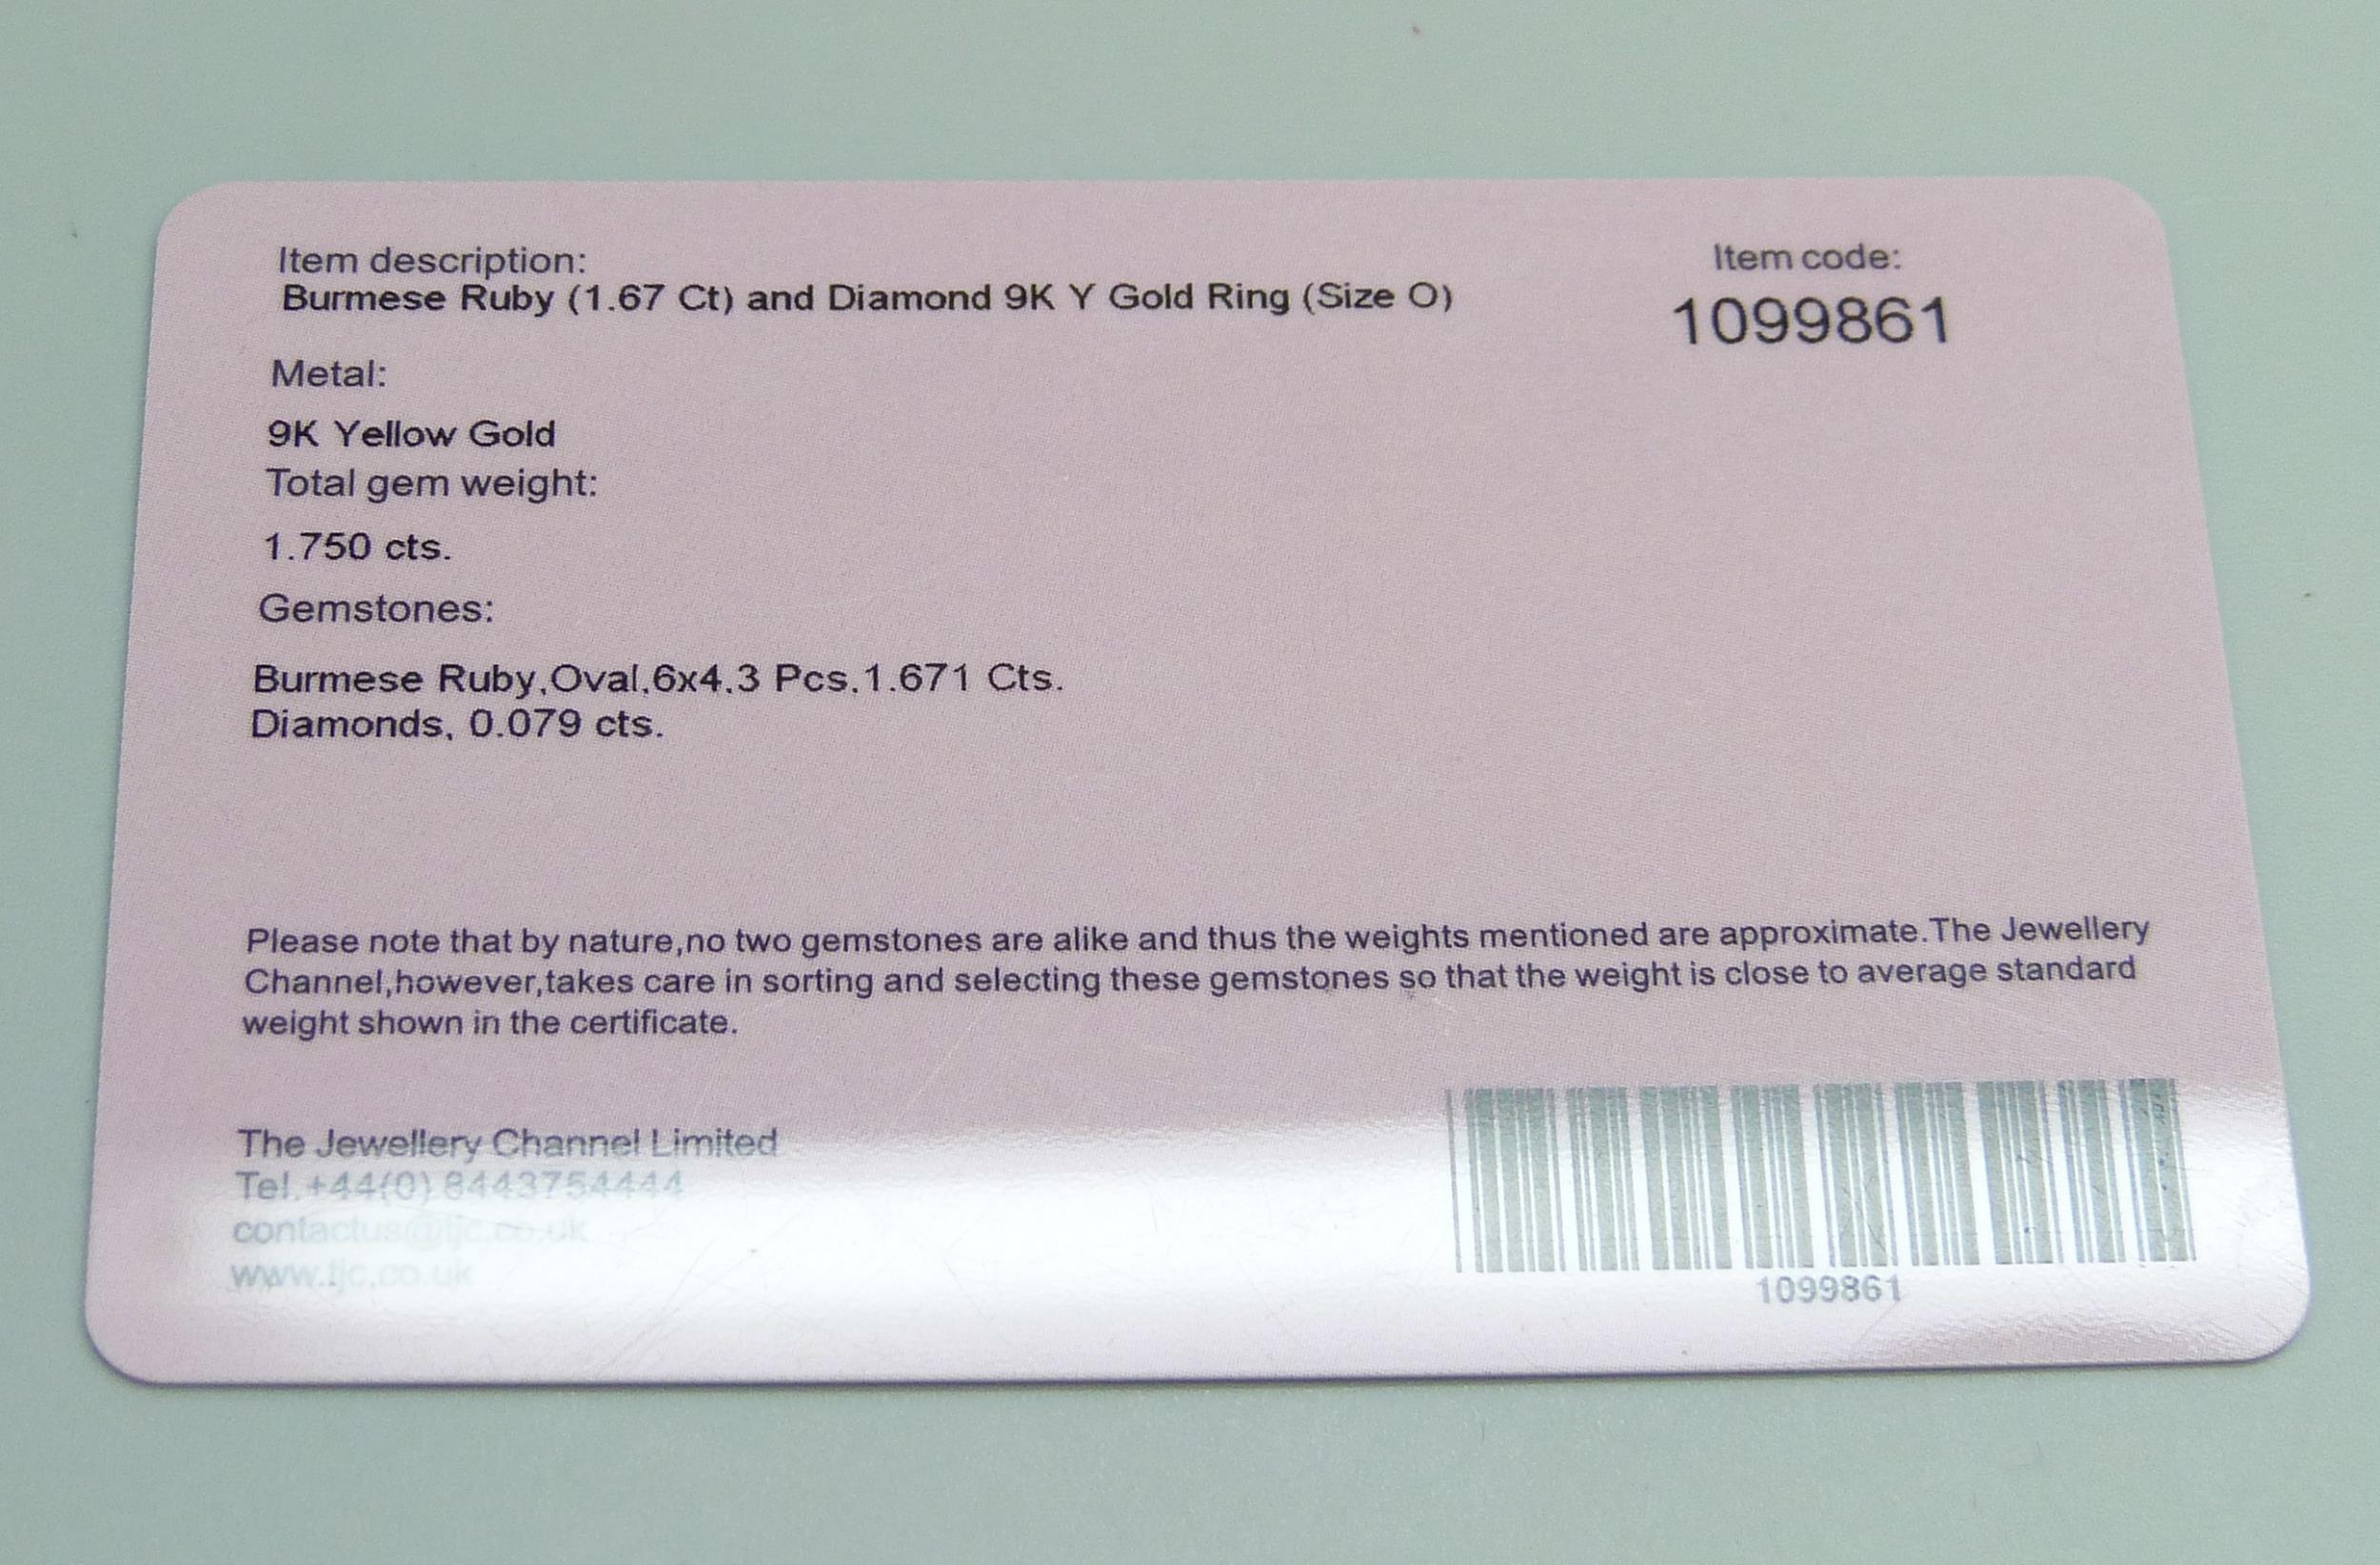 Item description:
Burmese Ruby (1.67 Ct) and Diamond 9K Y Gold Ring (Size O)
Item code:
1099861
Metal:
9K Yellow Gold
Total gem weight:
1.750 cts.
Gemstones:
Burmese Ruby,Oval,6x4,3 Pcs,1.671 Cts.
Diamonds, 0.079 cts.
Please note that by nature,no two gemstones are alike and thus the weights mentioned are approximate.The Jewellery
Channel,however,takes care in sorting and selecting these gemstones so that the weight is close to average standard
weight shown in the certificate.
The Jewellery Channel Limited
Tel.+44(0) 8443754444
contactus@tjc.co.uk
www.tjc.co.uk
1099861